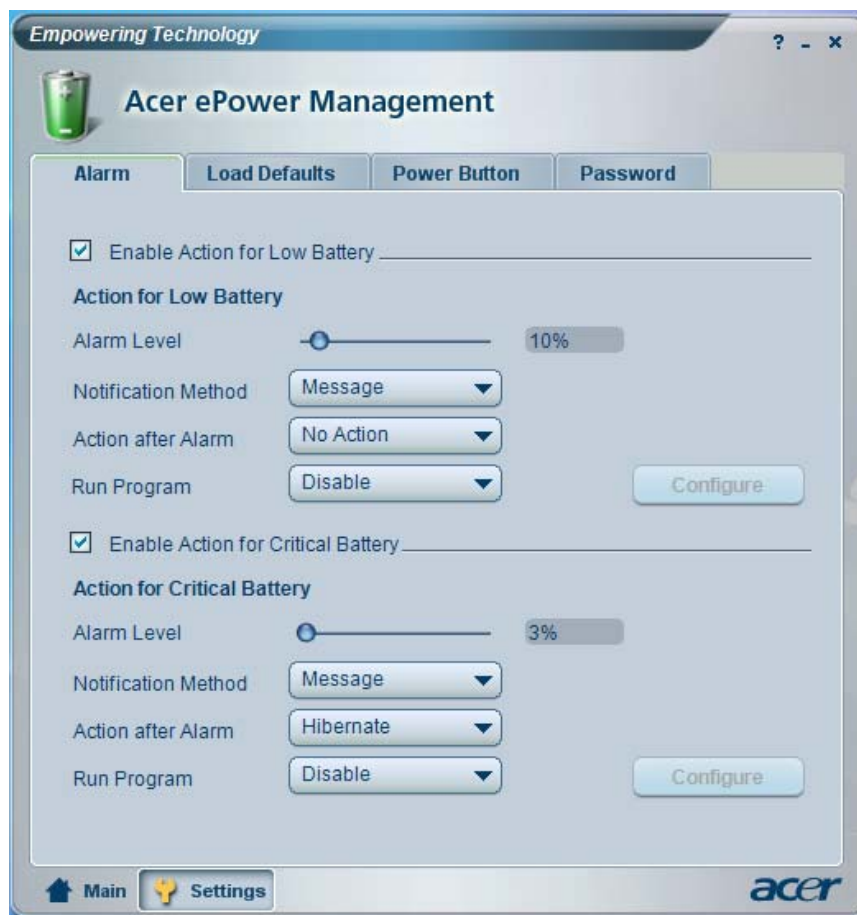 Empowering Technology
? - ×
Acer ePower Management
Alarm Load Defaults Power Button Password
Enable Action for Low Battery
Action for Low Battery
Alarm Level 10%
Notification Method Message
Action after Alarm No Action
Run Program Disable Configure
Enable Action for Critical Battery
Action for Critical Battery
Alarm Level 3%
Notification Method Message
Action after Alarm Hibernate
Run Program Disable Configure
Main Settings acer